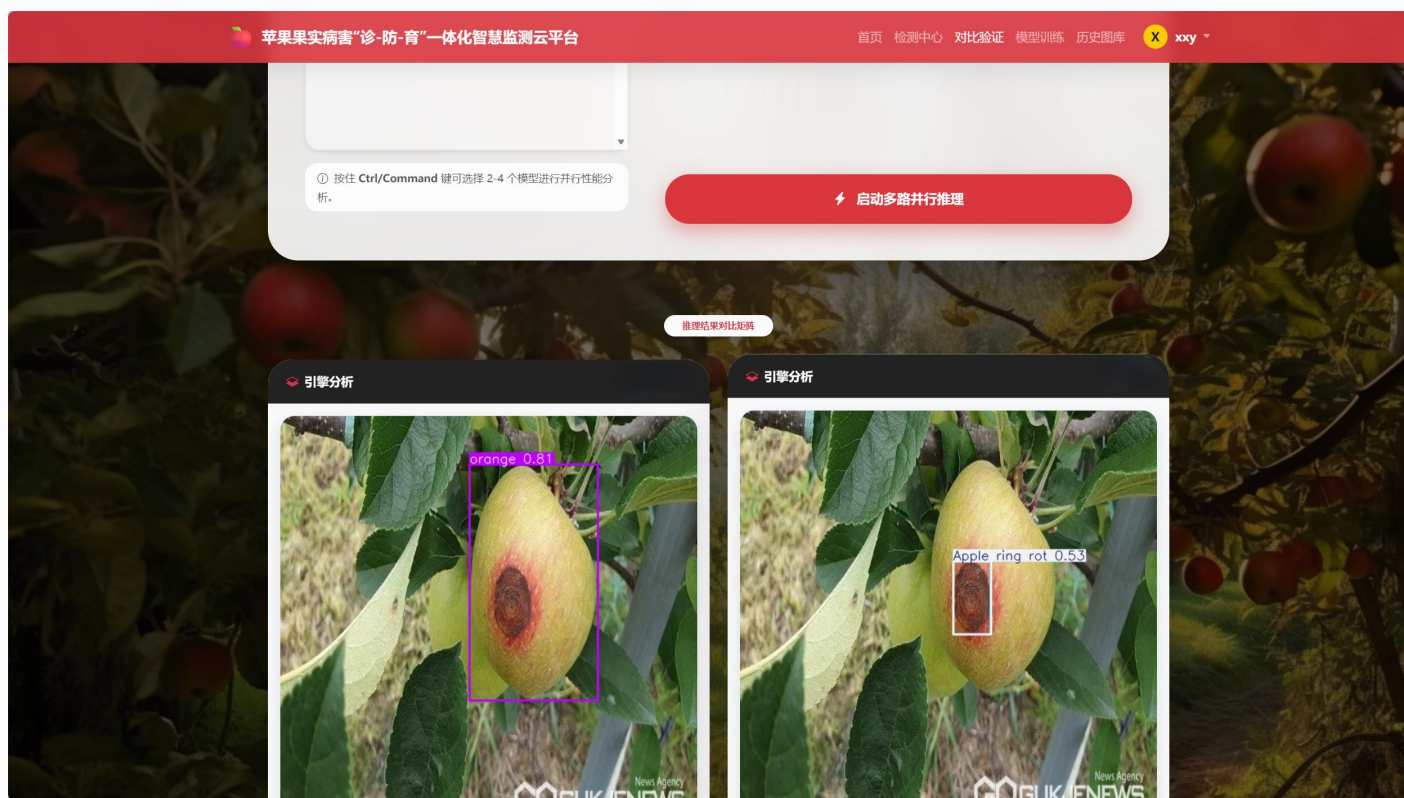 苹果果实病害“诊-防-育”一体化智慧监测云平台
首页 检测中心 对比验证 模型训练 历史图库 X xxy
按住 Ctrl/Command 键可选择 2-4 个模型进行并行性能分
析。
启动多路并行推理
推理结果对比矩阵
引擎分析
引擎分析
orange 0.81
Apple ring rot 0.53
News Agency
GUKJENEWS
News Agency
GUKJENEWS